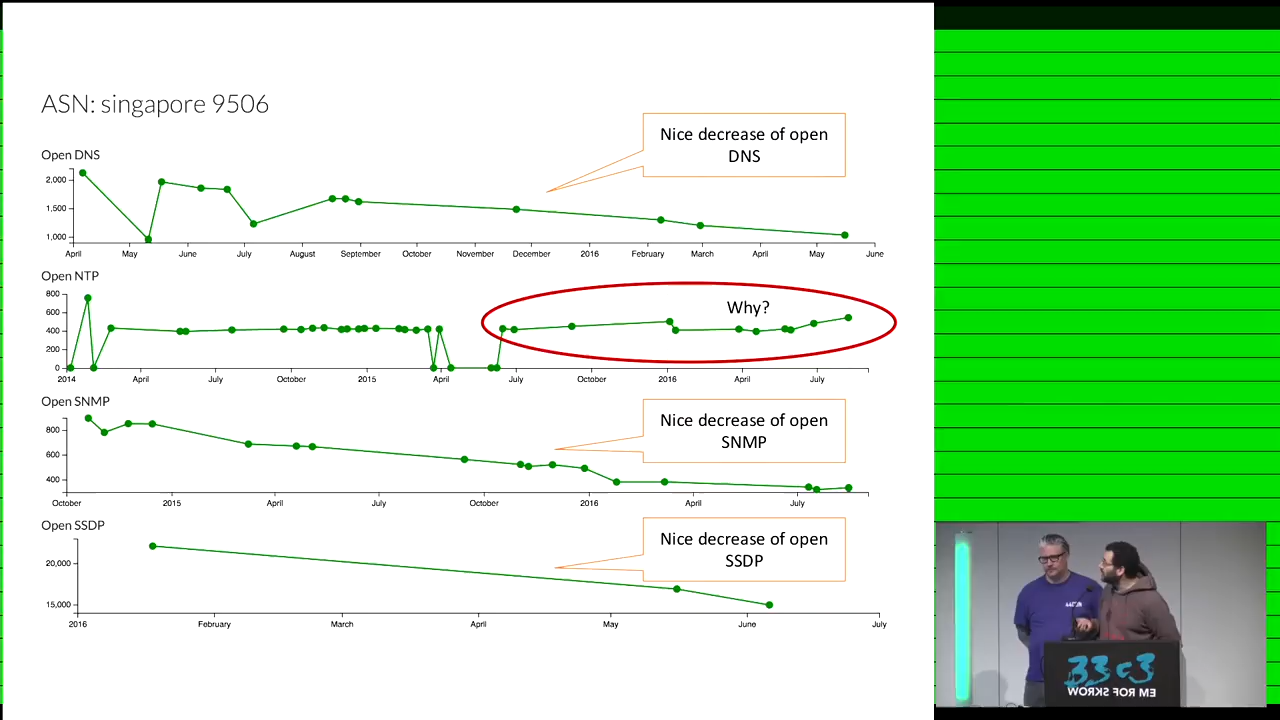 ASN: singapore 9506
Nice decrease of open
DNS
Open DNS
2,000
1,500
1,000
April May June July August September October November December 2016 February March April May June
Open NTP
Why?
800
600
400
200
0
2014 April July October 2015 April July October 2016 April July
Open SNMP
Nice decrease of open
SNMP
800
600
400
October 2015 April July October 2016 April July
Open SSDP
Nice decrease of open
SSDP
20,000
15,000
2016 February March April May June July
33c3
WORKS FOR ME